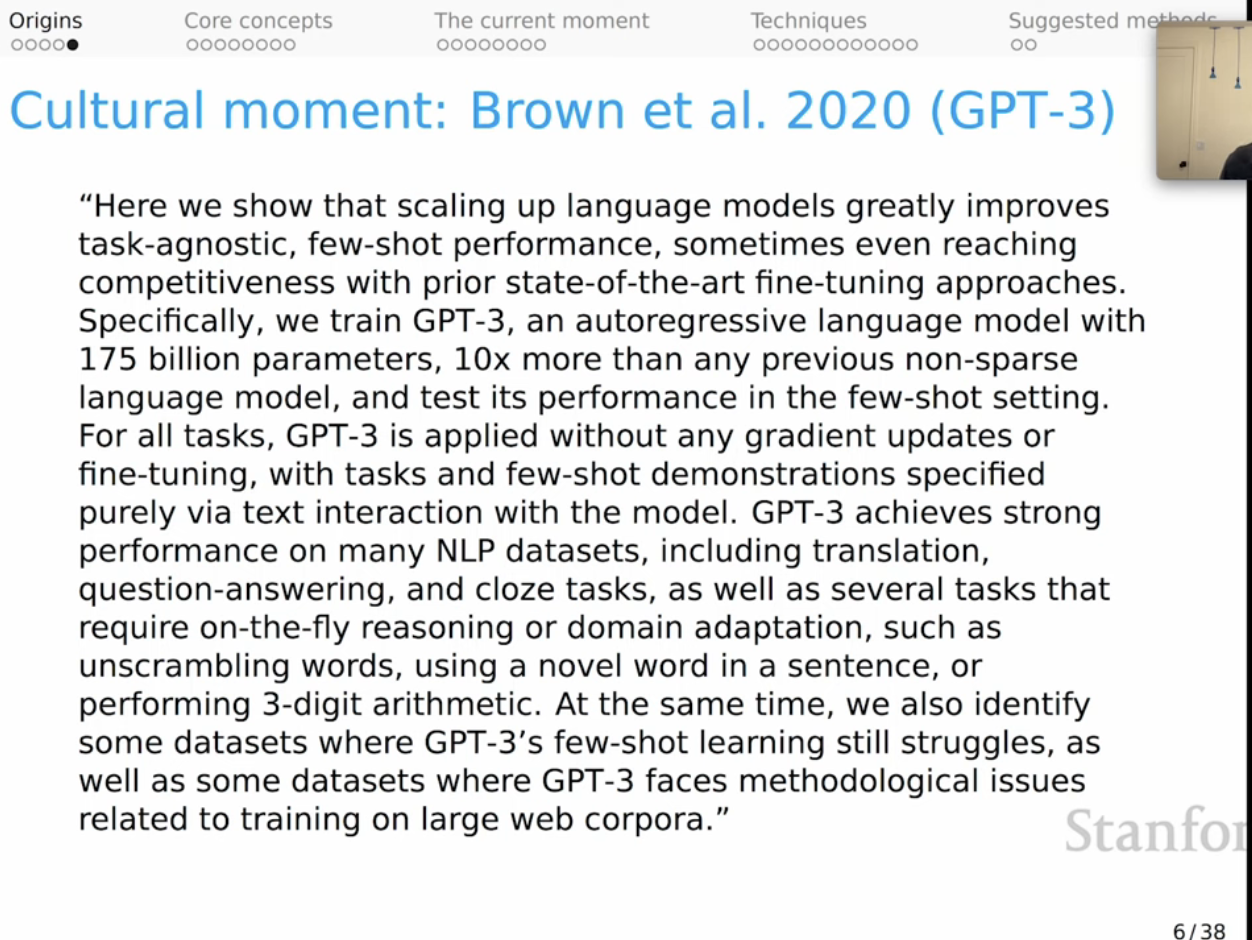 Origins Core concepts The current moment Techniques Suggested methods
Cultural moment: Brown et al. 2020 (GPT-3)
“Here we show that scaling up language models greatly improves
task-agnostic, few-shot performance, sometimes even reaching
competitiveness with prior state-of-the-art fine-tuning approaches.
Specifically, we train GPT-3, an autoregressive language model with
175 billion parameters, 10x more than any previous non-sparse
language model, and test its performance in the few-shot setting.
For all tasks, GPT-3 is applied without any gradient updates or
fine-tuning, with tasks and few-shot demonstrations specified
purely via text interaction with the model. GPT-3 achieves strong
performance on many NLP datasets, including translation,
question-answering, and cloze tasks, as well as several tasks that
require on-the-fly reasoning or domain adaptation, such as
unscrambling words, using a novel word in a sentence, or
performing 3-digit arithmetic. At the same time, we also identify
some datasets where GPT-3’s few-shot learning still struggles, as
well as some datasets where GPT-3 faces methodological issues
related to training on large web corpora.”
Stanfor
6 / 38